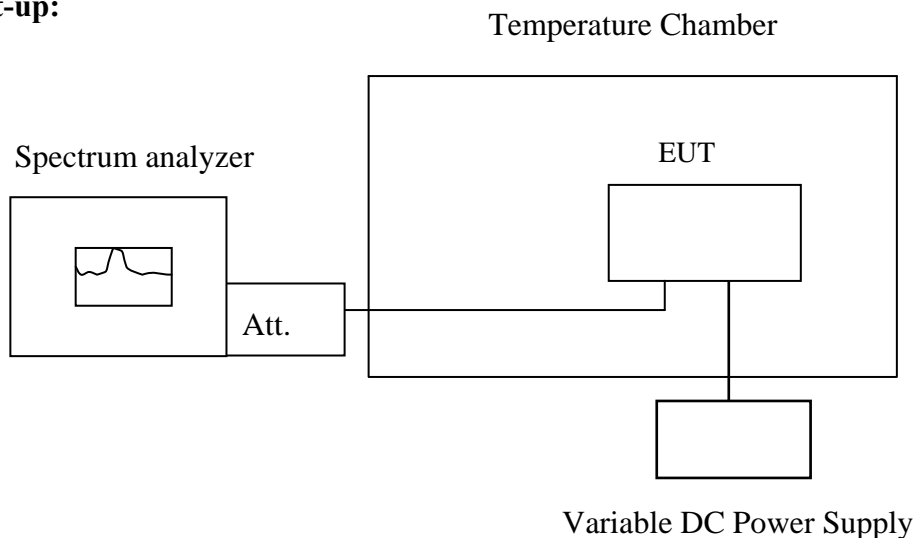 t-up:
Temperature Chamber
Spectrum analyzer
EUT
Att.
Variable DC Power Supply